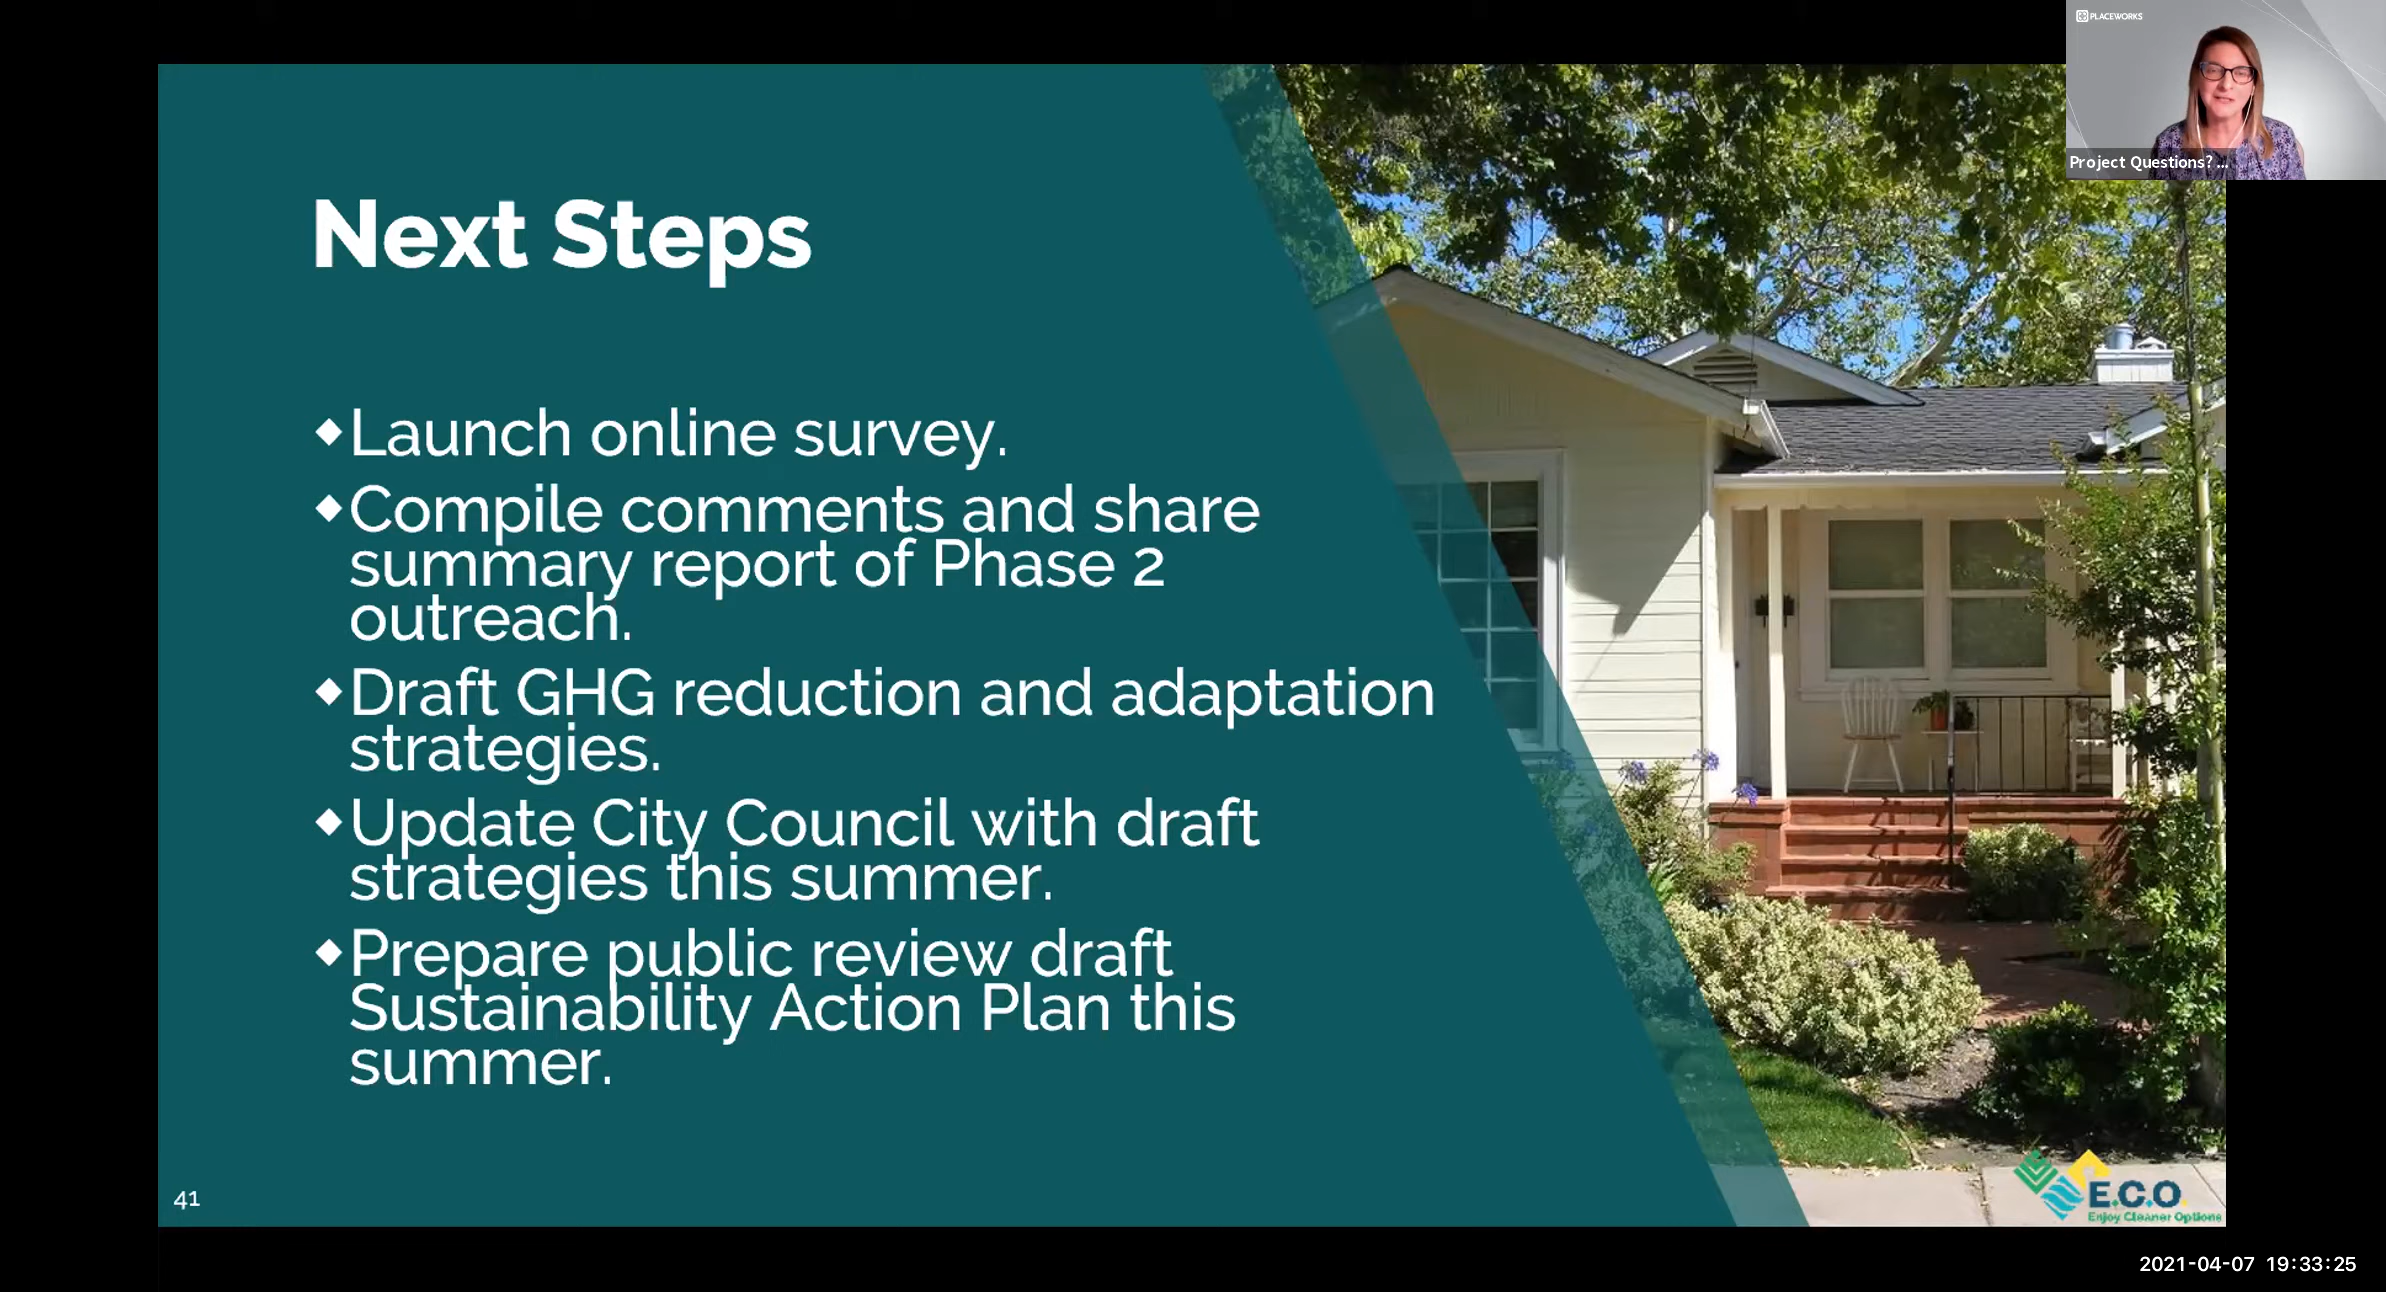 PLACEWORKS
Project Questions? ...
Next Steps
◆Launch online survey.
◆Compile comments and share
summary report of Phase 2
outreach.
◆Draft GHG reduction and adaptation
strategies.
◆Update City Council with draft
strategies this summer.
◆Prepare public review draft
Sustainability Action Plan this
summer.
41
E.C.O.
Enjoy Cleaner Options
2021-04-07 19:33:25